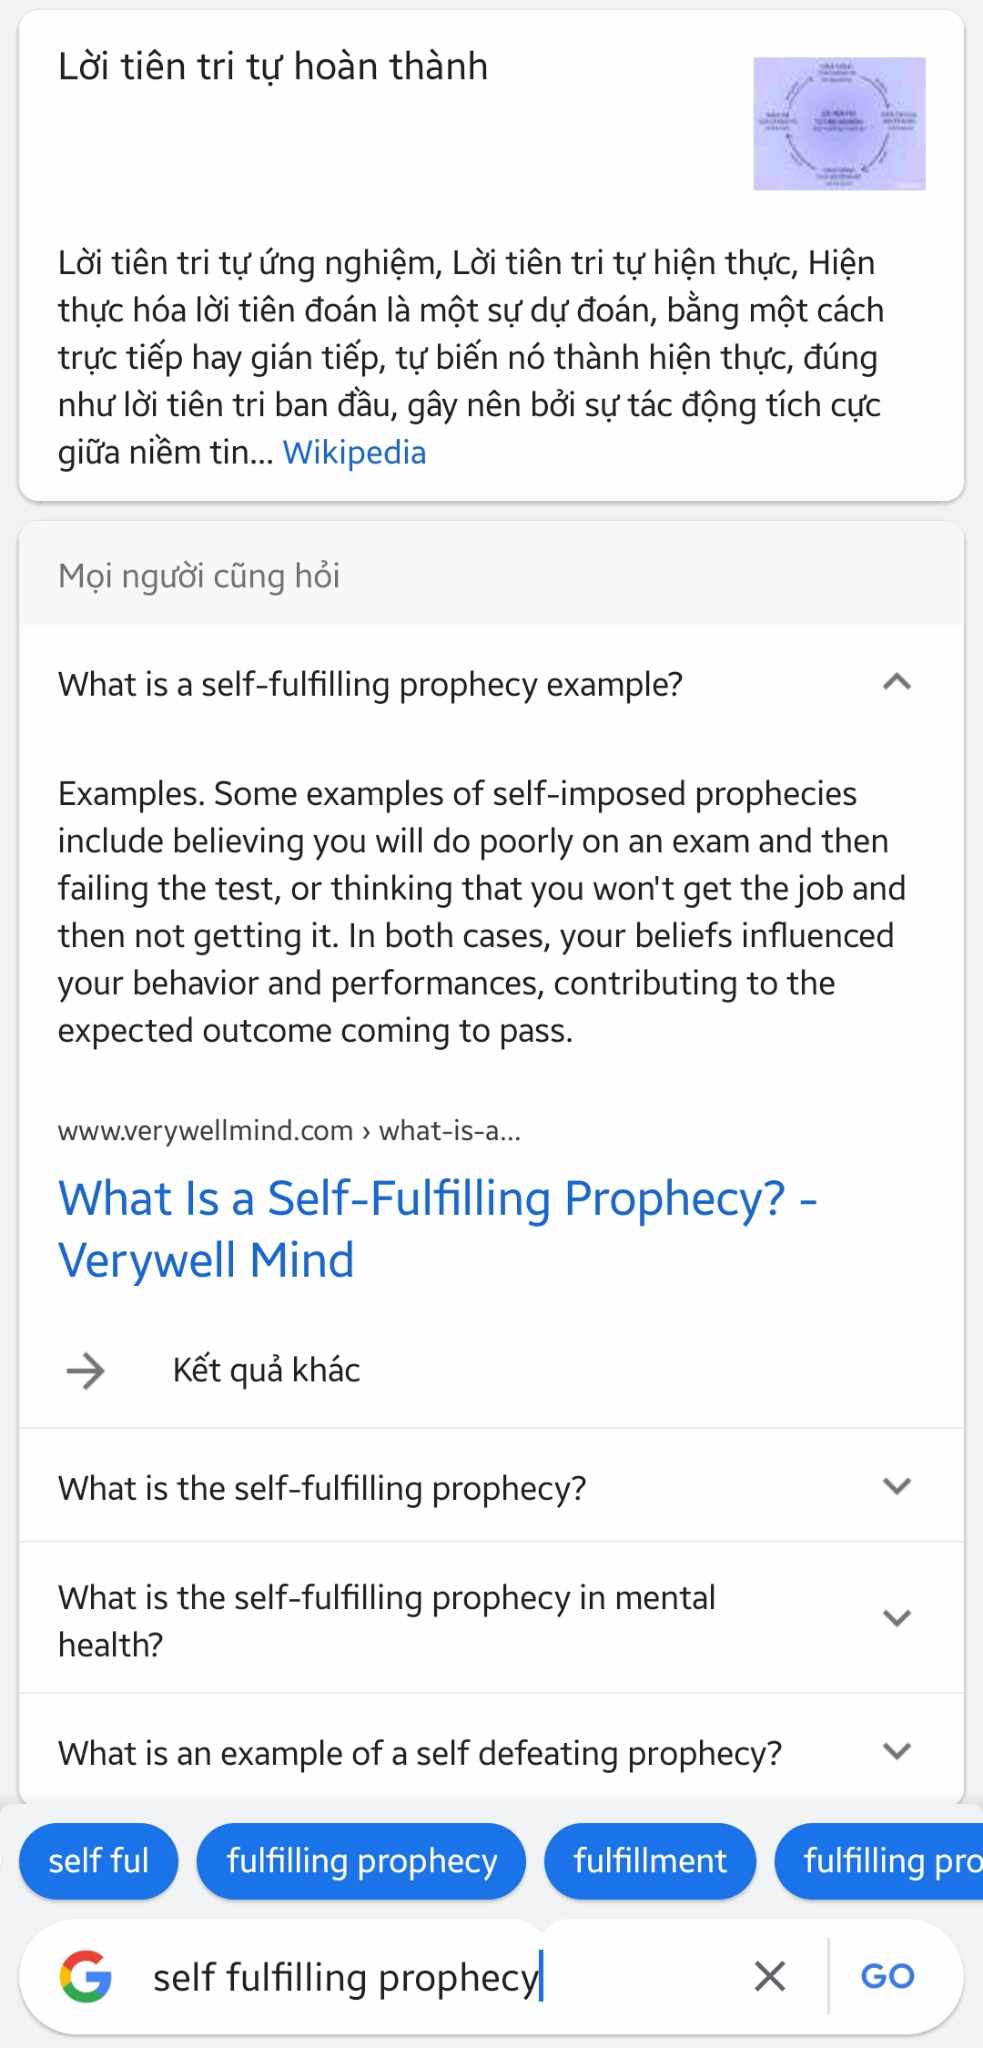 Lời tiên tri tự hoàn thành
Lời tiên tri tự ứng nghiệm, Lời tiên tri tự hiện thực, Hiện
thực hóa lời tiên đoán là một sự dự đoán, bằng một cách
trực tiếp hay gián tiếp, tự biến nó thành hiện thực, đúng
như lời tiên tri ban đầu, gây nên bởi sự tác động tích cực
giữa niềm tin... Wikipedia
Mọi người cũng hỏi
What is a self-fulfilling prophecy example?
Examples. Some examples of self-imposed prophecies
include believing you will do poorly on an exam and then
failing the test, or thinking that you won't get the job and
then not getting it. In both cases, your beliefs influenced
your behavior and performances, contributing to the
expected outcome coming to pass.
www.verywellmind.com › what-is-a...
What Is a Self-Fulfilling Prophecy? -
Verywell Mind
Kết quả khác
What is the self-fulfilling prophecy?
What is the self-fulfilling prophecy in mental
health?
What is an example of a self defeating prophecy?
self ful fulfilling prophecy fulfillment fulfilling pro
self fulfilling prophecy GO